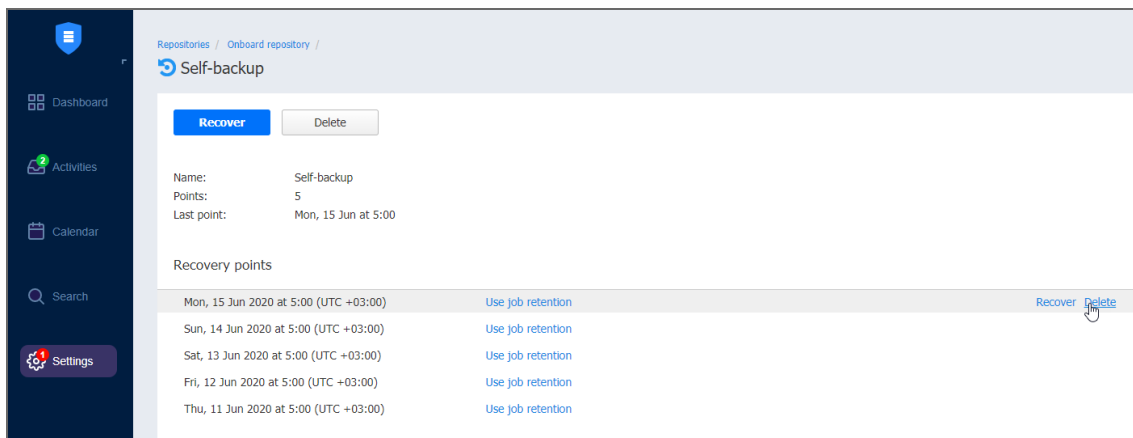 Repositories / Onboard repository /
Self-backup
Dashboard
Recover Delete
2
Activities
Name: Self-backup
Points: 5
Last point: Mon, 15 Jun at 5:00
Calendar
Recovery points
Search
Mon, 15 Jun 2020 at 5:00 (UTC +03:00) Use job retention Recover Delete
Sun, 14 Jun 2020 at 5:00 (UTC +03:00) Use job retention
1
Settings
Sat, 13 Jun 2020 at 5:00 (UTC +03:00) Use job retention
Fri, 12 Jun 2020 at 5:00 (UTC +03:00) Use job retention
Thu, 11 Jun 2020 at 5:00 (UTC +03:00) Use job retention